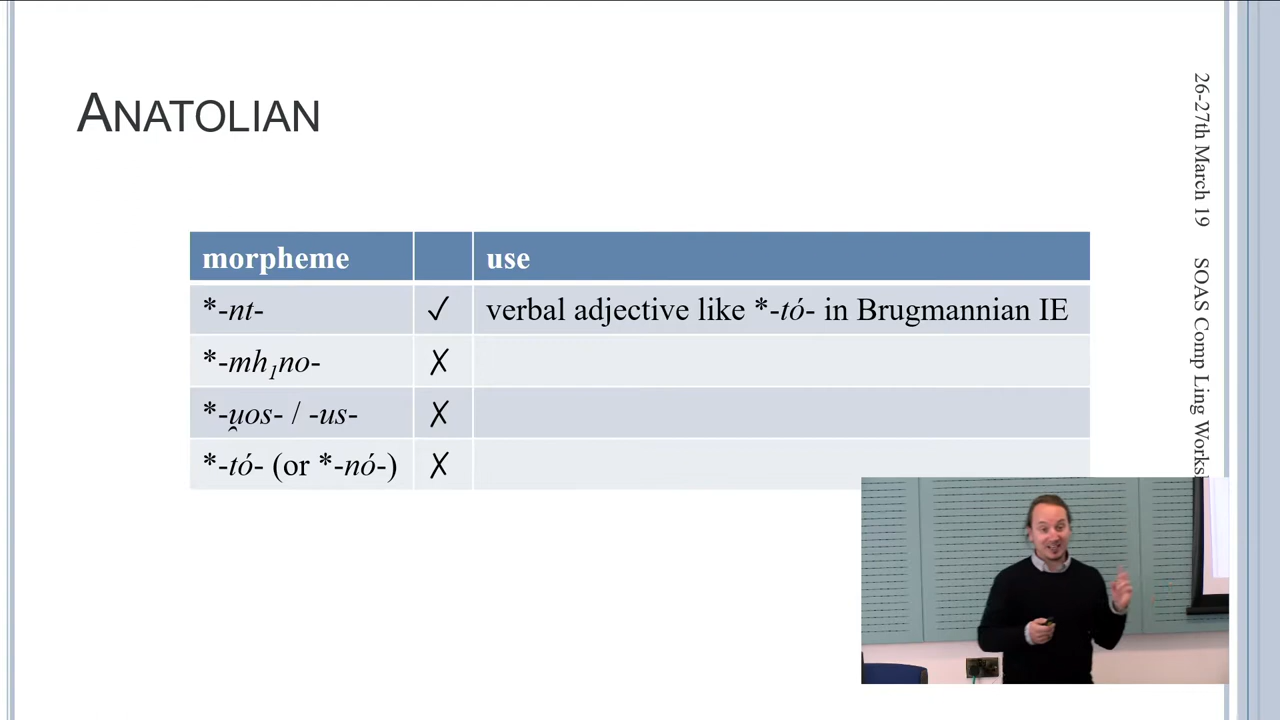 ANATOLIAN
morpheme use
*-nt- ✓ verbal adjective like *-tó- in Brugmannian IE
*-mh₁no- ✗
*-u̯os- / -us- ✗
*-tó- (or *-nó-) ✗
26-27th March 19 SOAS Comp Ling